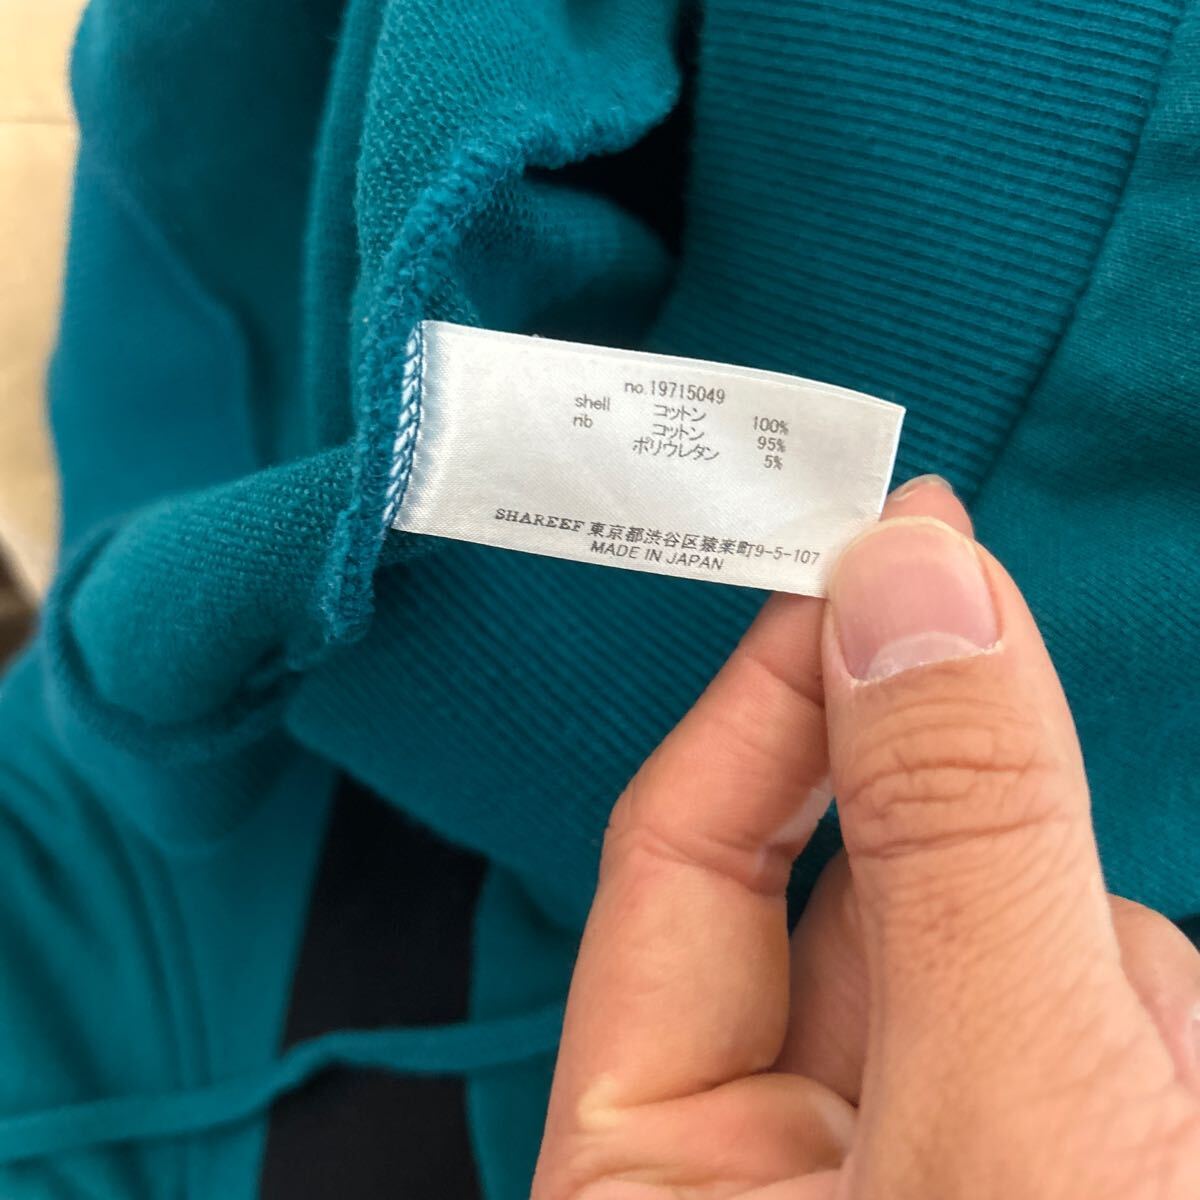 no.19715049
shell コットン 100%
rib コットン 95%
ポリウレタン 5%
SHAREEF 東京都渋谷区猿楽町9-5-107
MADE IN JAPAN